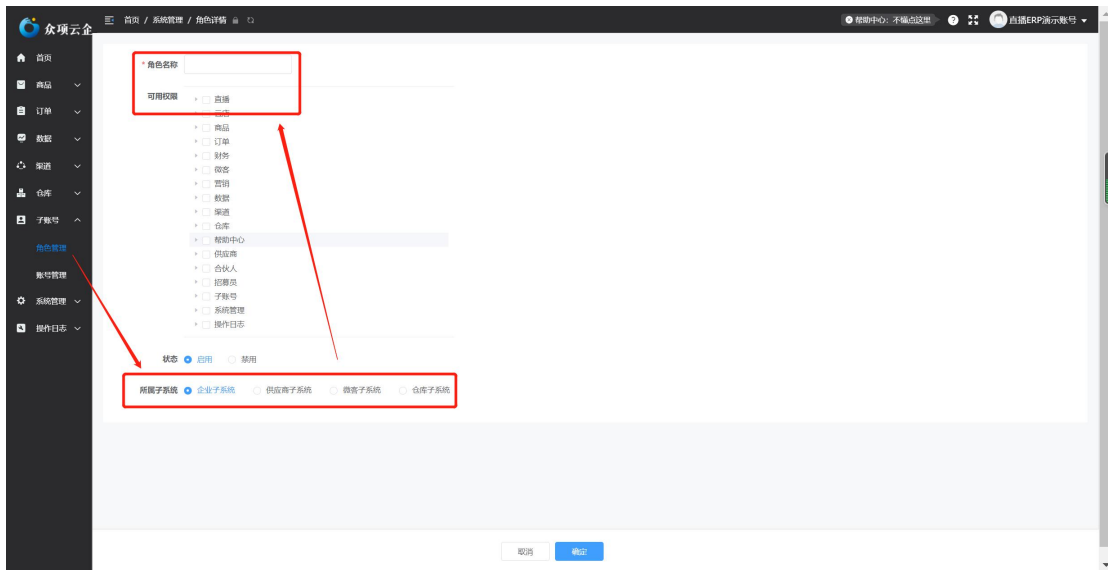 众项云企
首页 / 系统管理 / 角色详情
帮助中心：不懂点这里
直播ERP演示账号
首页
商品
订单
数据
渠道
仓库
子账号
角色管理
账号管理
系统管理
操作日志
* 角色名称
可用权限
直播
云店
商品
订单
财务
微客
营销
数据
渠道
仓库
帮助中心
供应商
合伙人
招募员
子账号
系统管理
操作日志
状态 启用 禁用
所属子系统 企业子系统 供应商子系统 微客子系统 仓库子系统
取消 确定